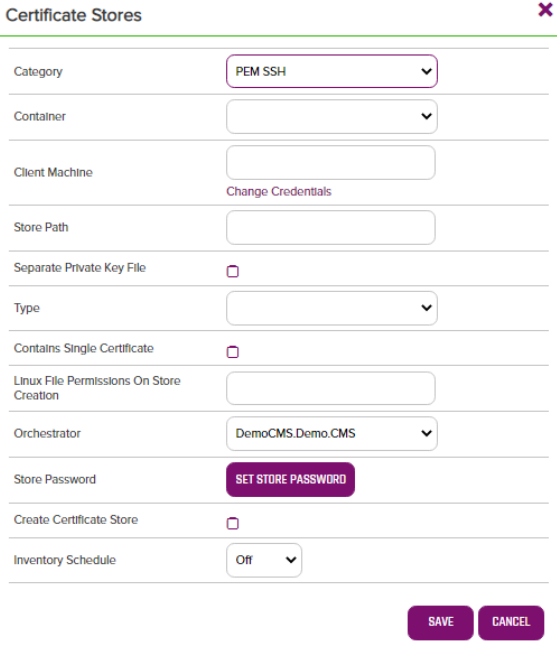 Certificate Stores
Category
PEM SSH
Container
Client Machine
Change Credentials
Store Path
Separate Private Key File
Type
Contains Single Certificate
Linux File Permissions On Store
Creation
Orchestrator
DemoCMS.Demo.CMS
Store Password
SET STORE PASSWORD
Create Certificate Store
Inventory Schedule
Off
SAVE
CANCEL